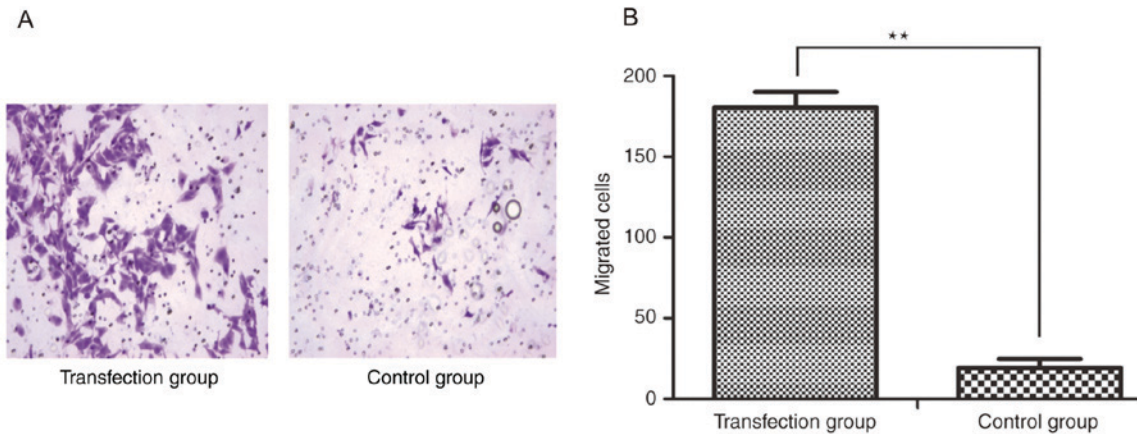 A
Transfection group
Control group
B
**
Migrated cells
200
150
100
50
0
Transfection group
Control group